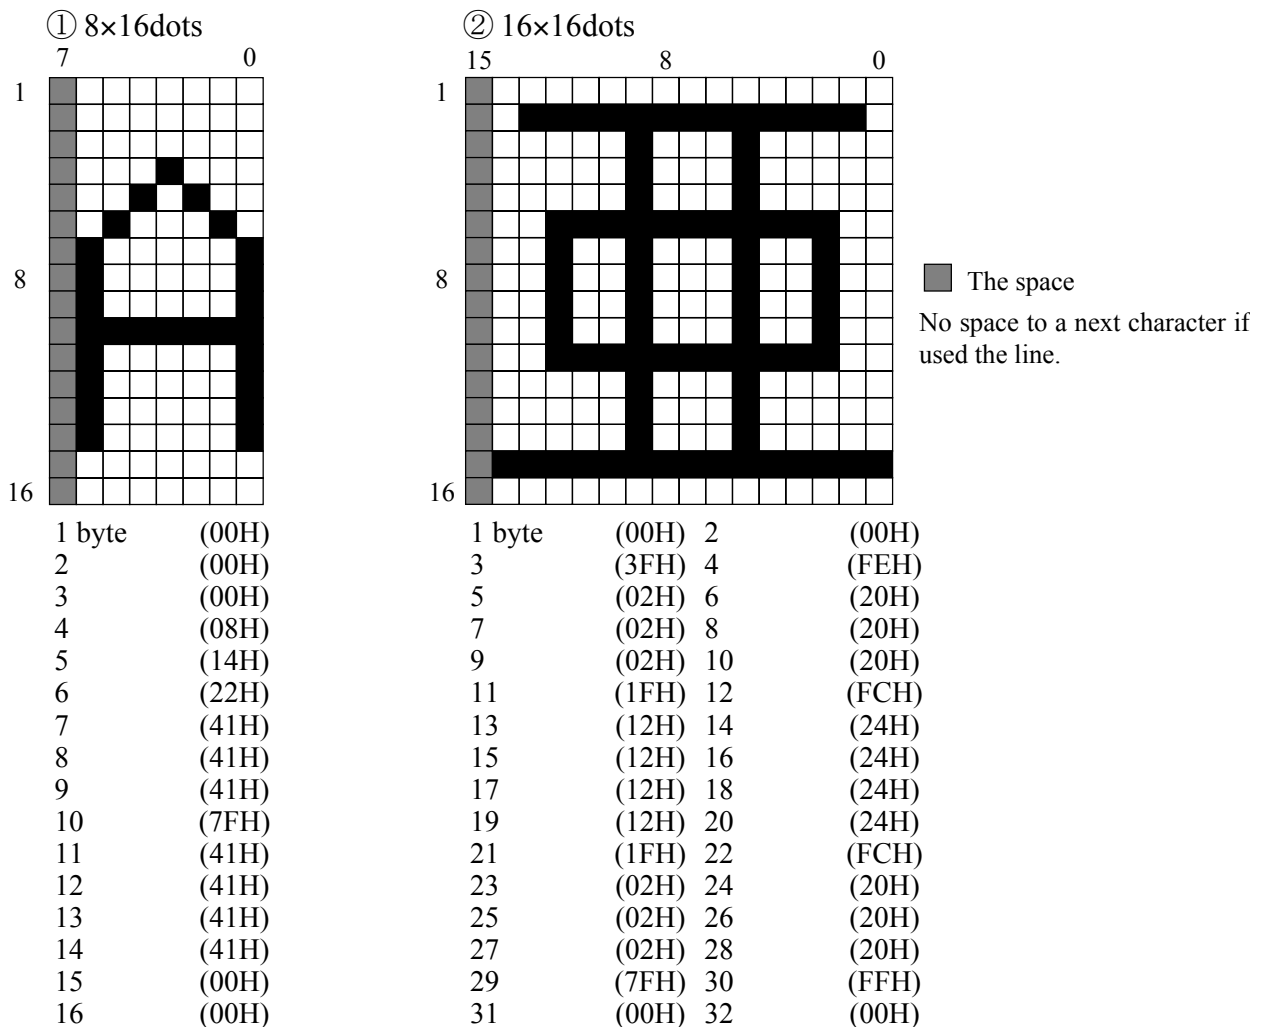 ① 8×16dots
② 16×16dots
7 0
15 8 0
1
8
16
1
8
16
The space
No space to a next character if
used the line.
1 byte (00H)
2 (00H)
3 (00H)
4 (08H)
5 (14H)
6 (22H)
7 (41H)
8 (41H)
9 (41H)
10 (7FH)
11 (41H)
12 (41H)
13 (41H)
14 (41H)
15 (00H)
16 (00H)
1 byte (00H) 2 (00H)
3 (3FH) 4 (FEH)
5 (02H) 6 (20H)
7 (02H) 8 (20H)
9 (02H) 10 (20H)
11 (1FH) 12 (FCH)
13 (12H) 14 (24H)
15 (12H) 16 (24H)
17 (12H) 18 (24H)
19 (12H) 20 (24H)
21 (1FH) 22 (FCH)
23 (02H) 24 (20H)
25 (02H) 26 (20H)
27 (02H) 28 (20H)
29 (7FH) 30 (FFH)
31 (00H) 32 (00H)